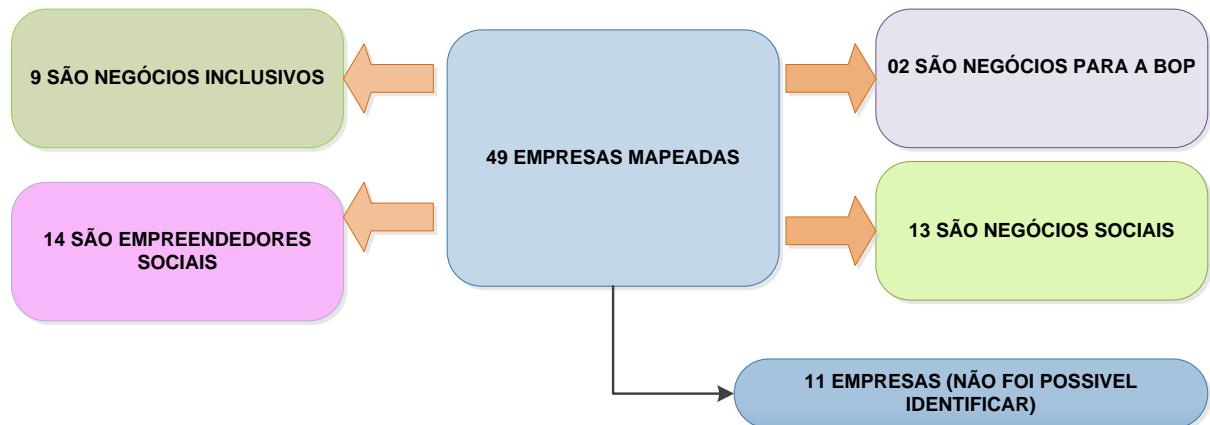 9 SÃO NEGÓCIOS INCLUSIVOS
02 SÃO NEGÓCIOS PARA A BOP
49 EMPRESAS MAPEADAS
14 SÃO EMPREENDEDORES
SOCIAIS
13 SÃO NEGÓCIOS SOCIAIS
11 EMPRESAS (NÃO FOI POSSIVEL
IDENTIFICAR)